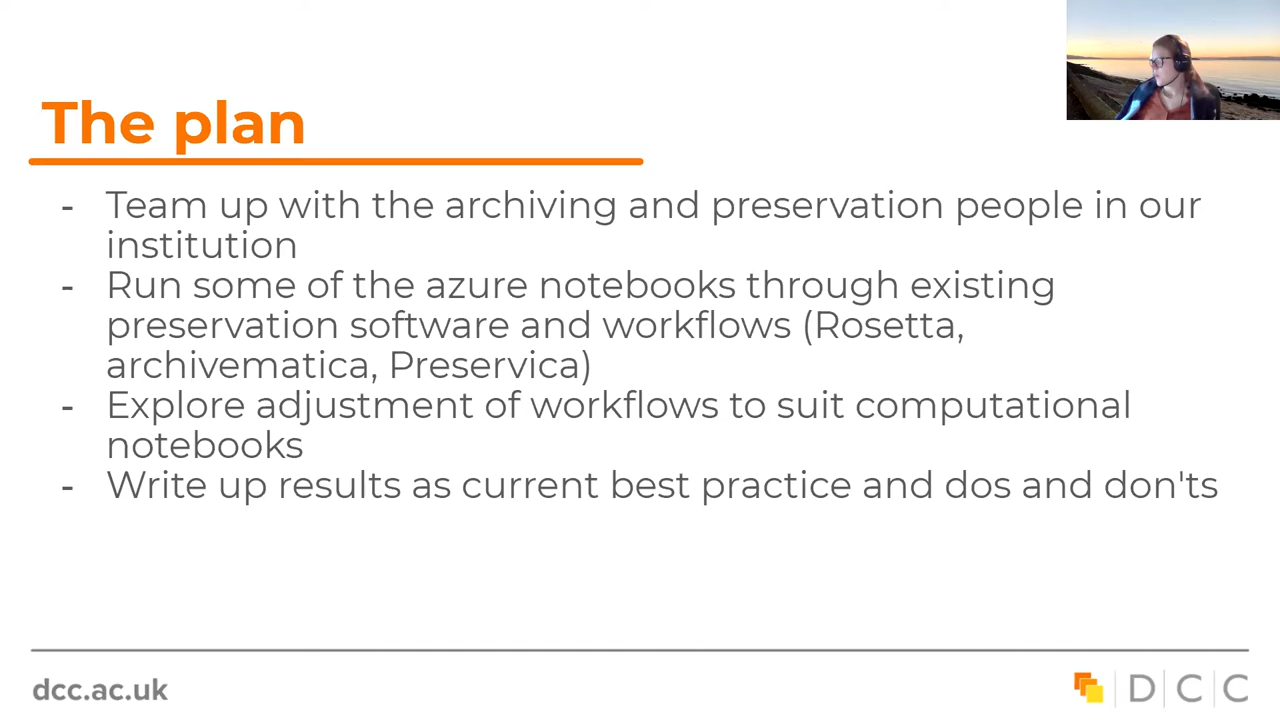 The plan
- Team up with the archiving and preservation people in our
institution
- Run some of the azure notebooks through existing
preservation software and workflows (Rosetta,
archivematica, Preservica)
- Explore adjustment of workflows to suit computational
notebooks
- Write up results as current best practice and dos and don'ts
dcc.ac.uk
D|C|C